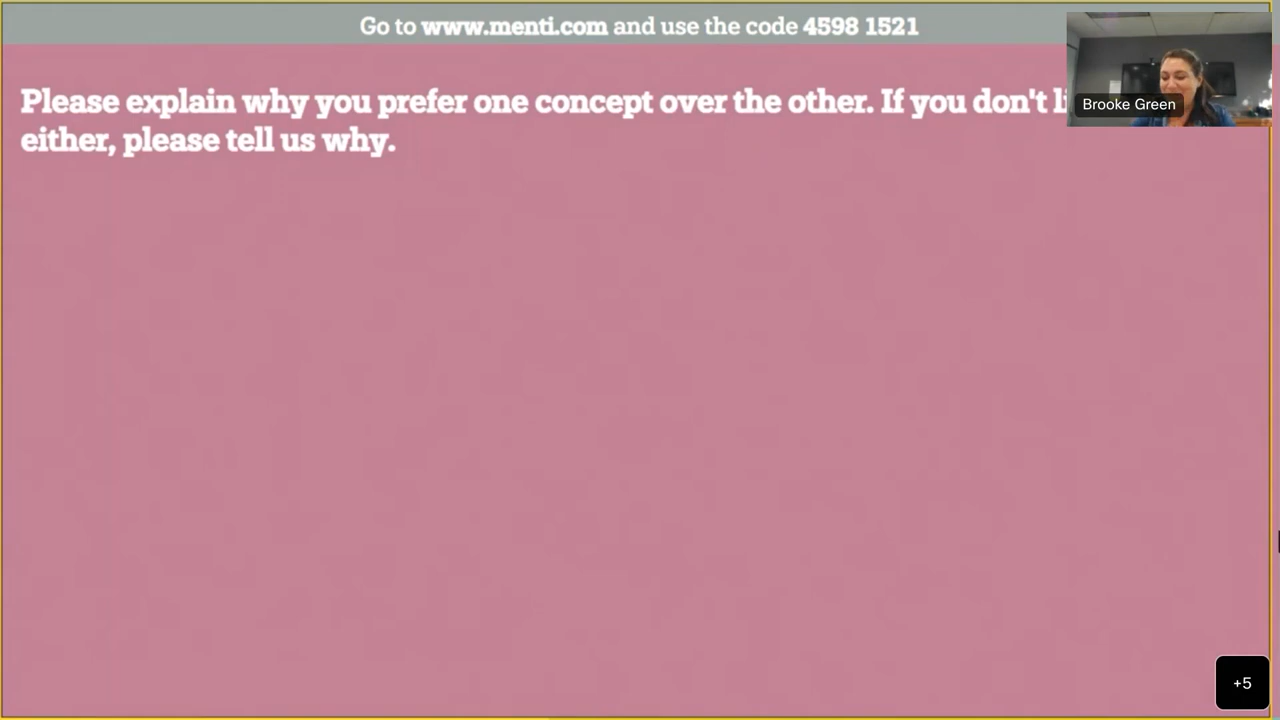 Go to www.menti.com and use the code 4598 1521
Please explain why you prefer one concept over the other. If you don't
either, please tell us why.
Brooke Green
+5